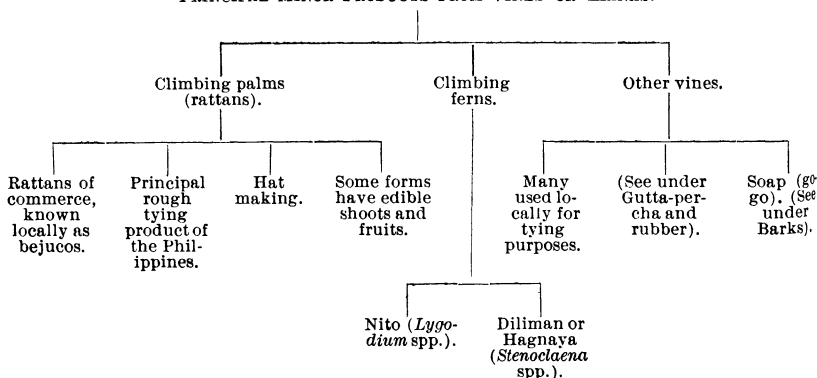 Climbing palms
(rattans).
Climbing
ferns.
Other vines.
Rattans of
commerce,
known
locally as
bejucos.
Principal
rough
tying
product of
the Phil-
ippines.
Hat
making.
Some forms
have edible
shoots and
fruits.
Many
used lo-
cally for
tying
purposes.
(See under
Gutta-per-
cha and
rubber).
Soap (go-
go). (See
under
Barks).
Nito (Lygo-
dium spp.).
Diliman or
Hagnaya
(Stenoclaena
spp.).